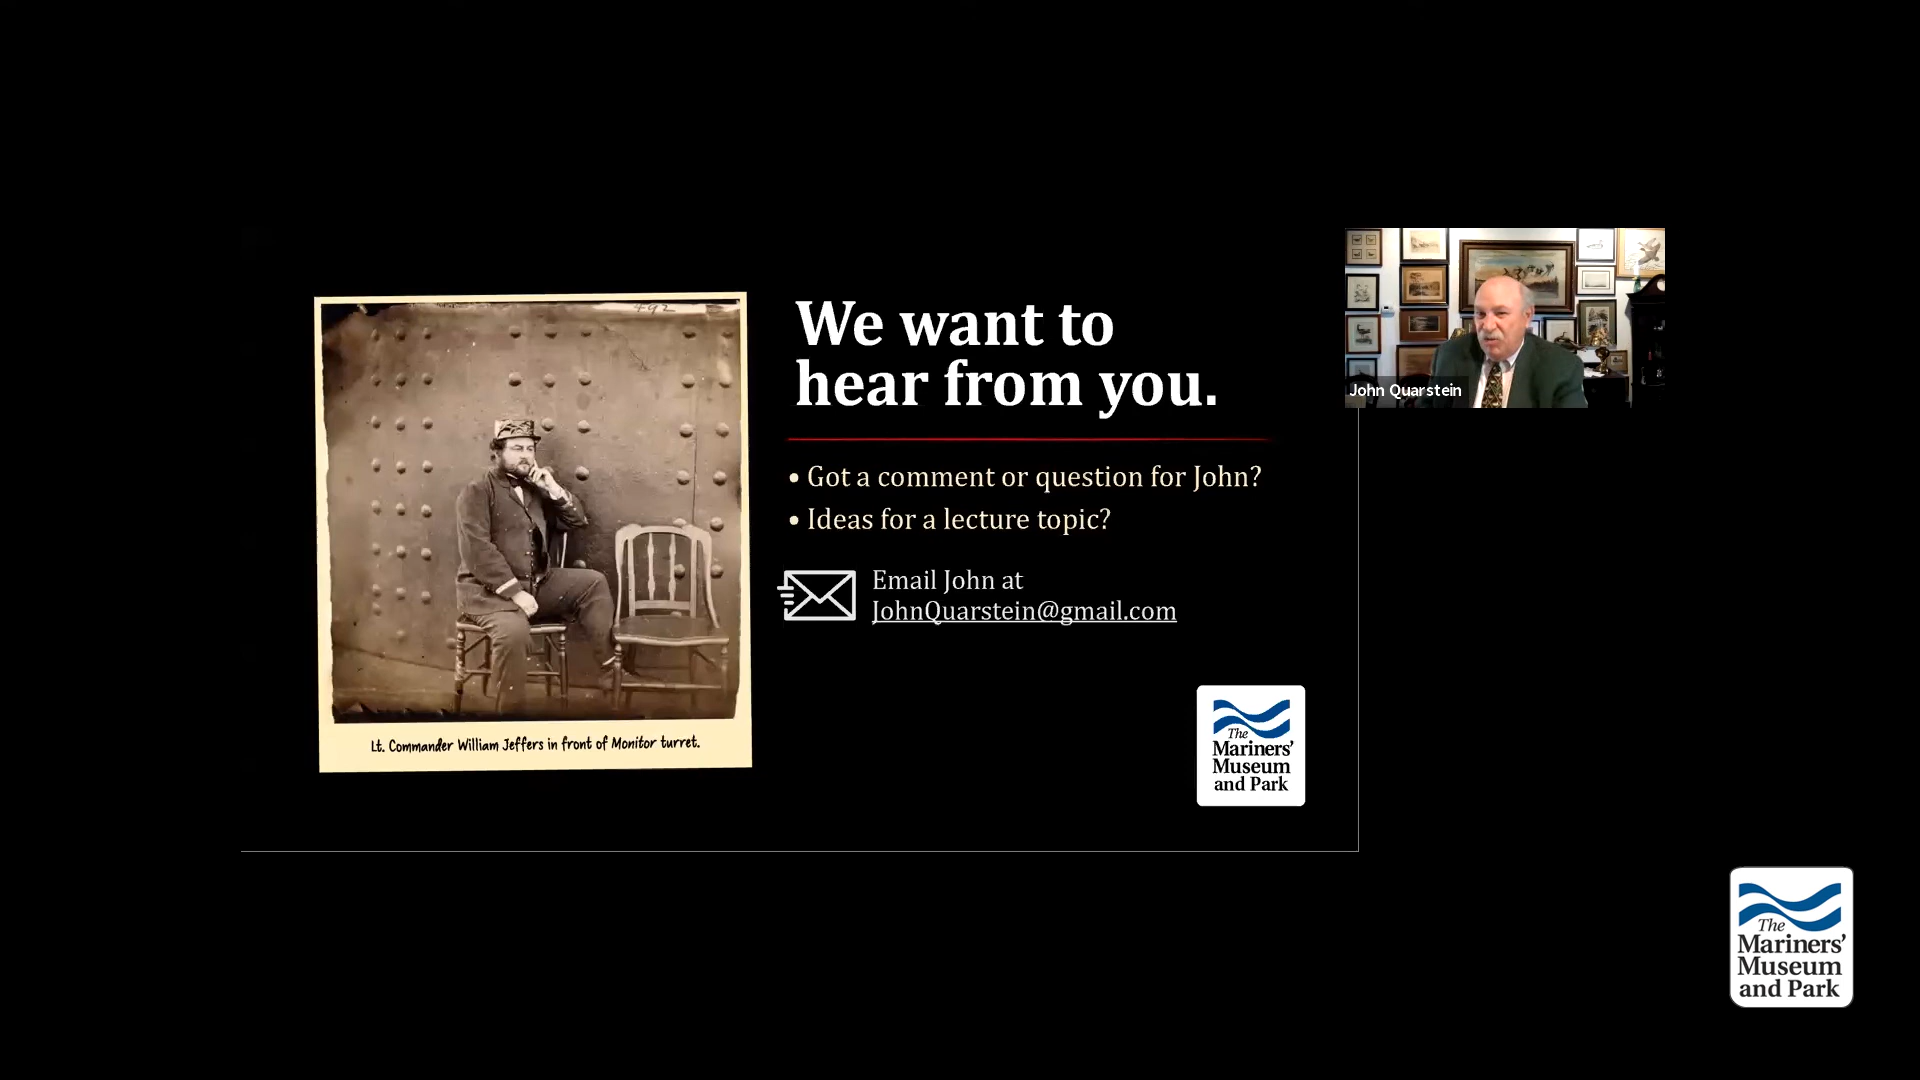 492
We want to
hear from you.
• Got a comment or question for John?
• Ideas for a lecture topic?
Email John at
JohnQuarstein@gmail.com
Lt. Commander William Jeffers in front of Monitor turret.
The
Mariners'
Museum
and Park
John Quarstein
The
Mariners'
Museum
and Park